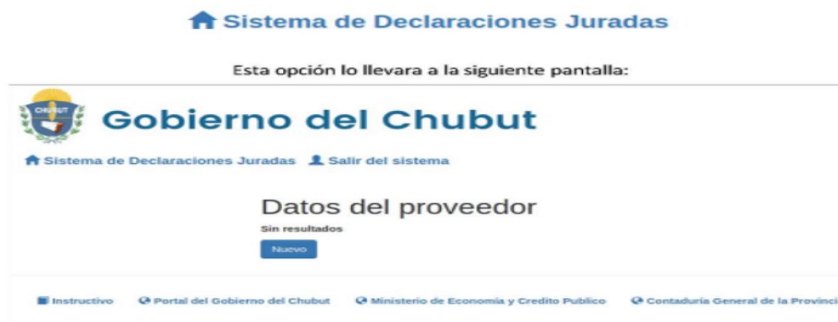 Sistema de Declaraciones Juradas
Esta opción lo llevara a la siguiente pantalla:
CHUBUT
Gobierno del Chubut
Sistema de Declaraciones Juradas Salir del sistema
Datos del proveedor
Sin resultados
Nuevo
Instructivo Portal del Gobierno del Chubut Ministerio de Economía y Credito Publico Contaduría General de la Provinci